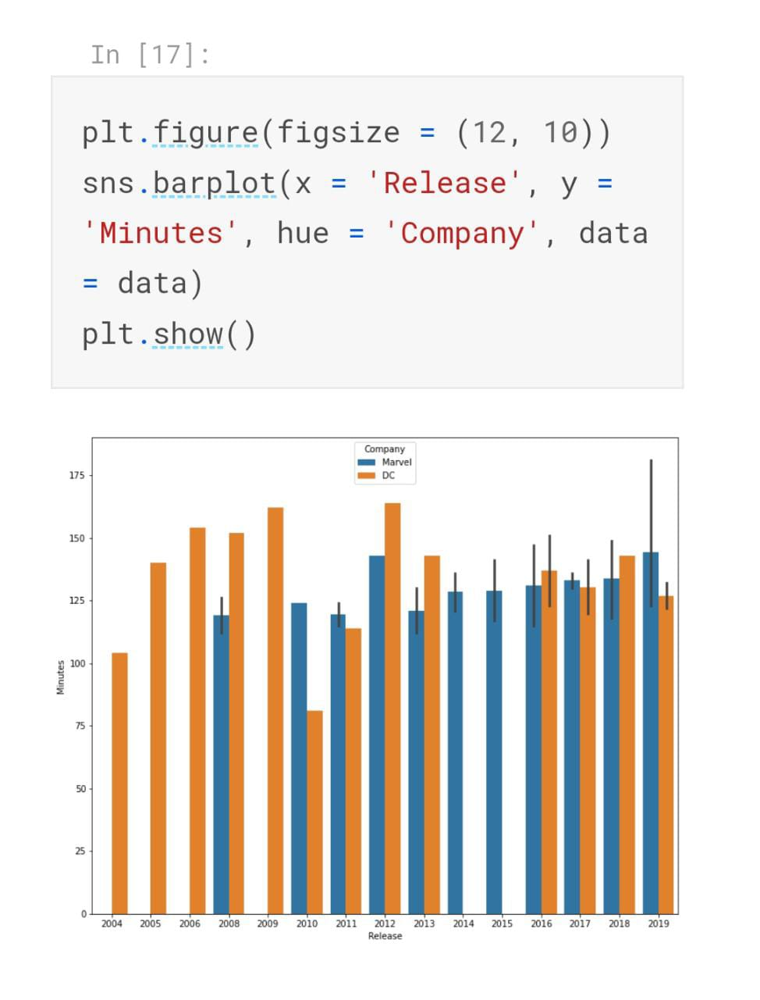 In [17]:
plt.figure(figsize = (12, 10))
sns.barplot(x = 'Release', y =
'Minutes', hue = 'Company', data
= data)
plt.show()
Company
Marvel
DC
175
150
125
100
75
50
25
0
Minutes
2004 2005 2006 2008 2009 2010 2011 2012 2013 2014 2015 2016 2017 2018 2019
Release